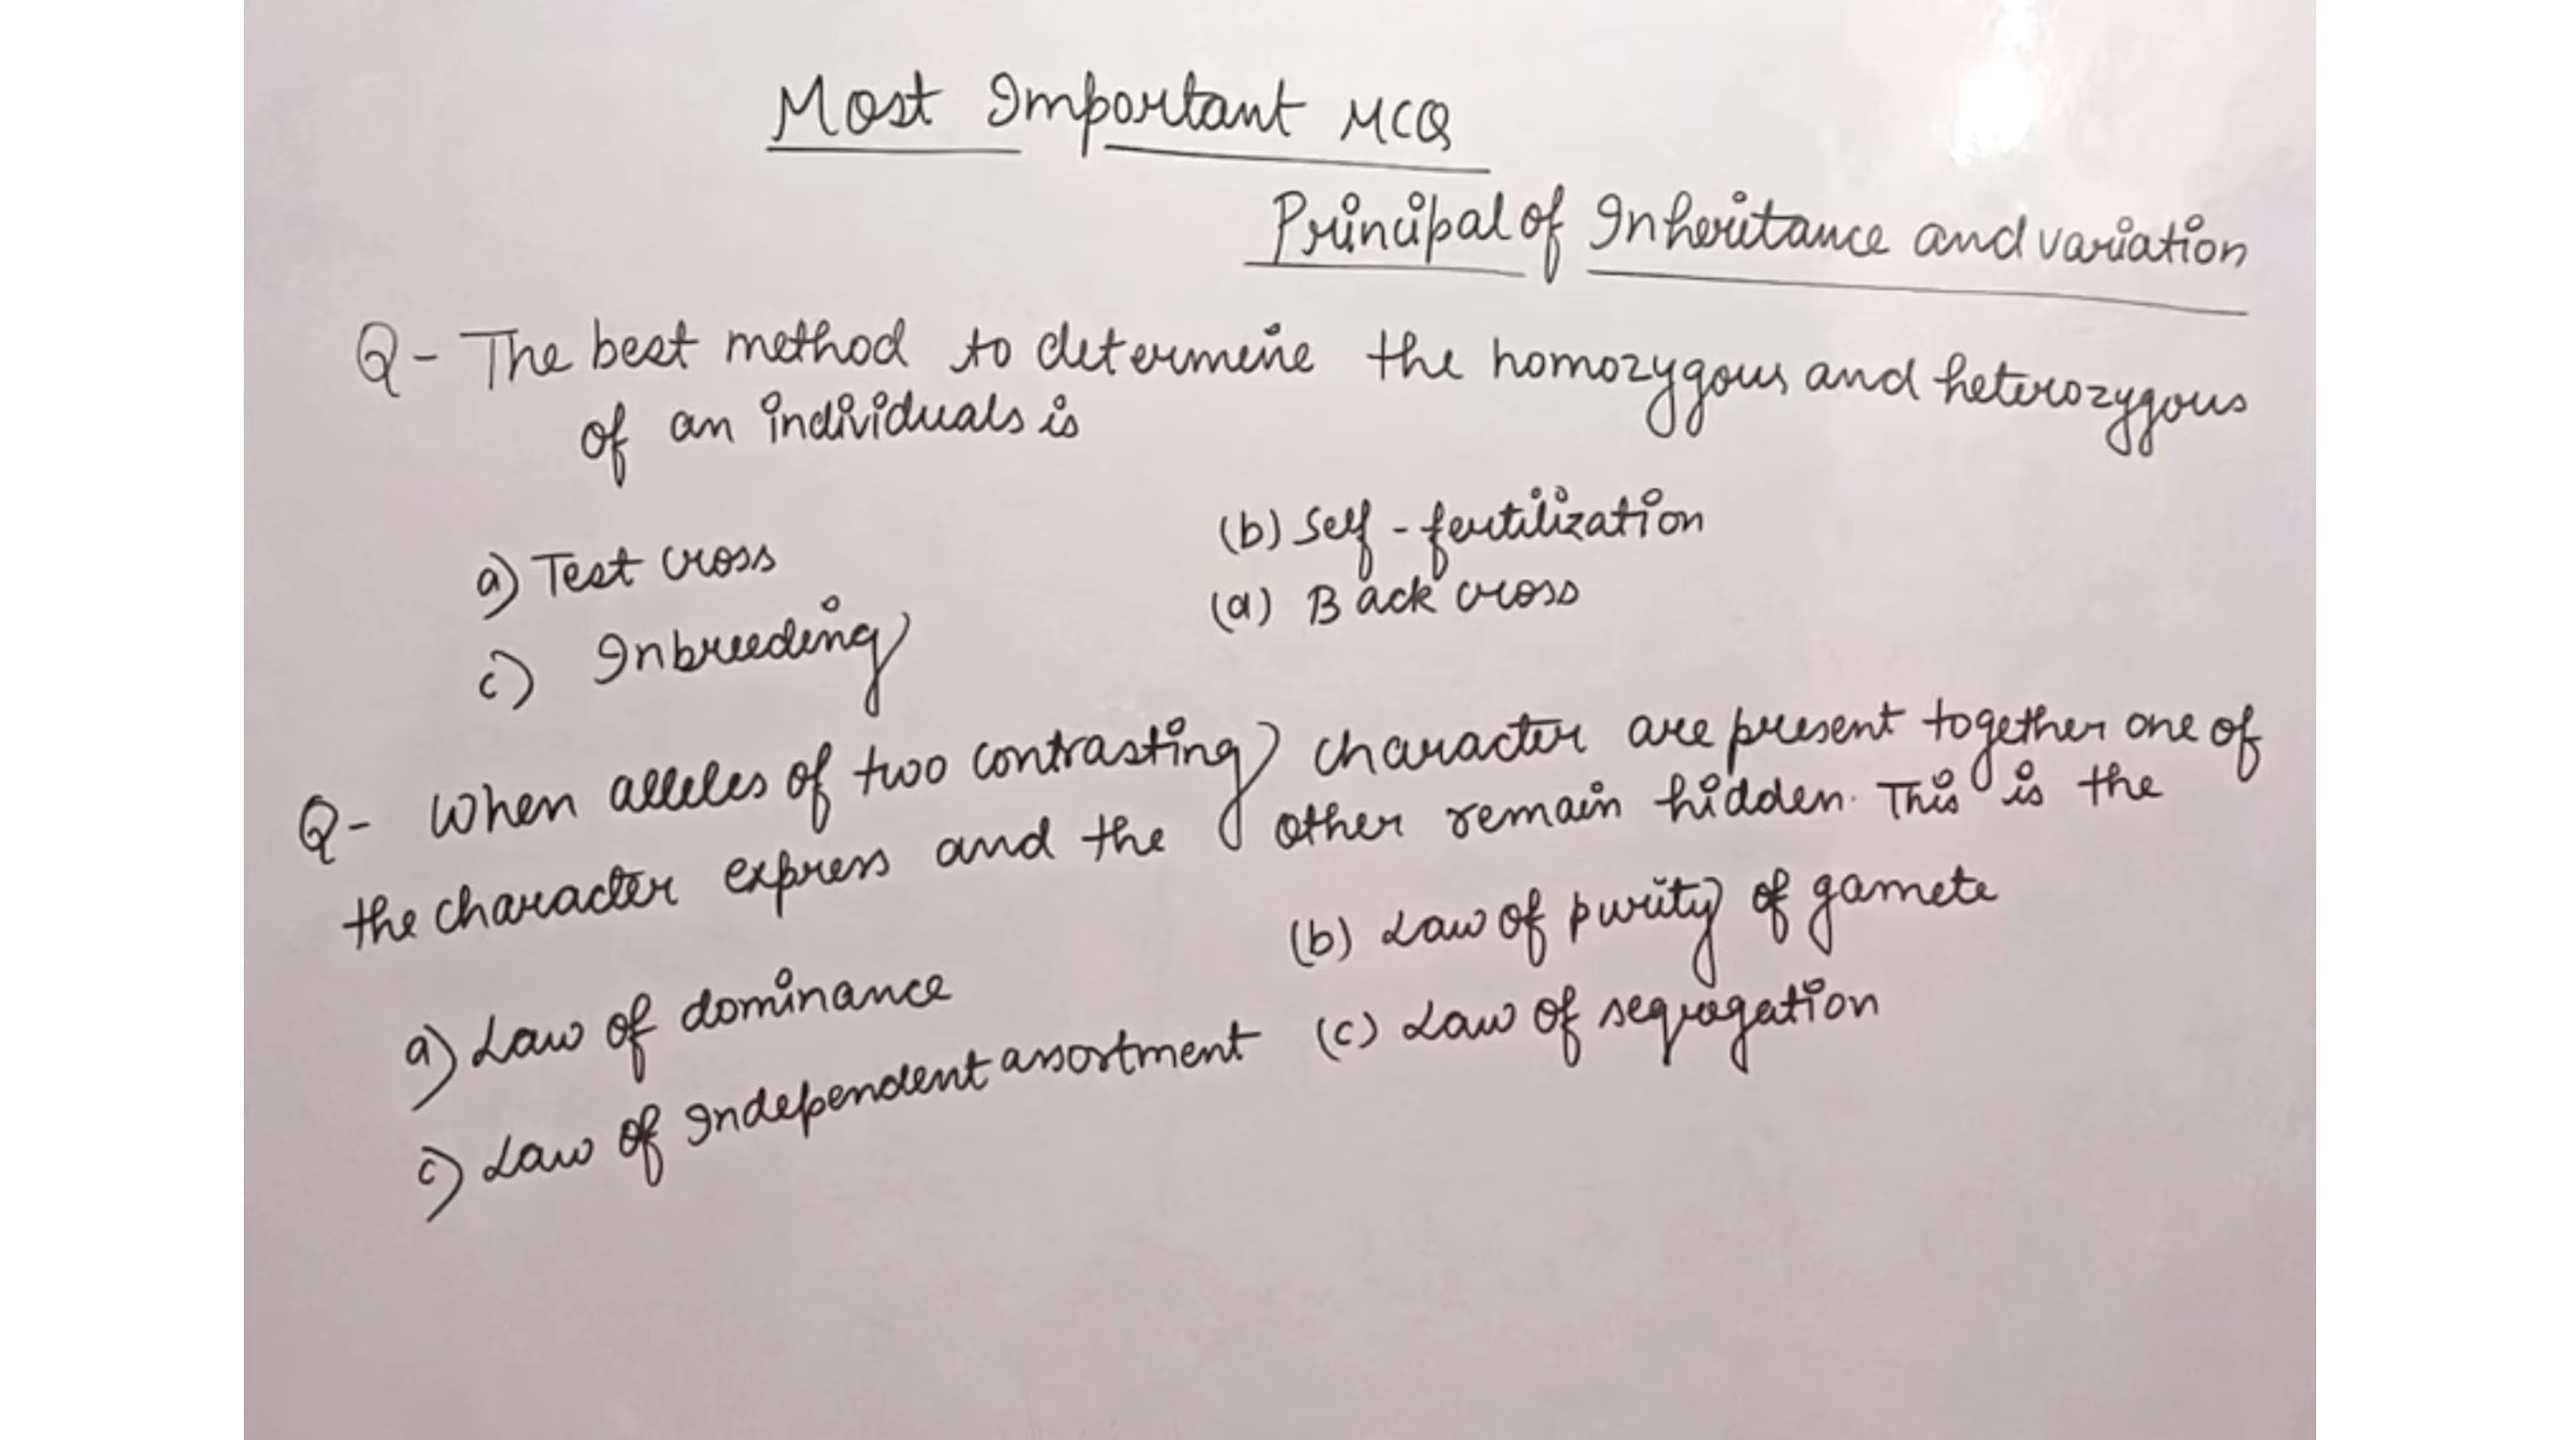 Most Important MCQ
Principal of Inheritance and variation
Q- The best method to determine the homozygous and heterozygous
of an individuals is
a) Test cross
(b) Self-fertilization
c) Inbreeding
(d) Back cross
Q- When alleles of two contrasting character are present together one of
the character express and the other remain hidden. This is the
a) Law of dominance
(b) Law of purity of gamete
c) Law of Independent assortment
(c) Law of segragation